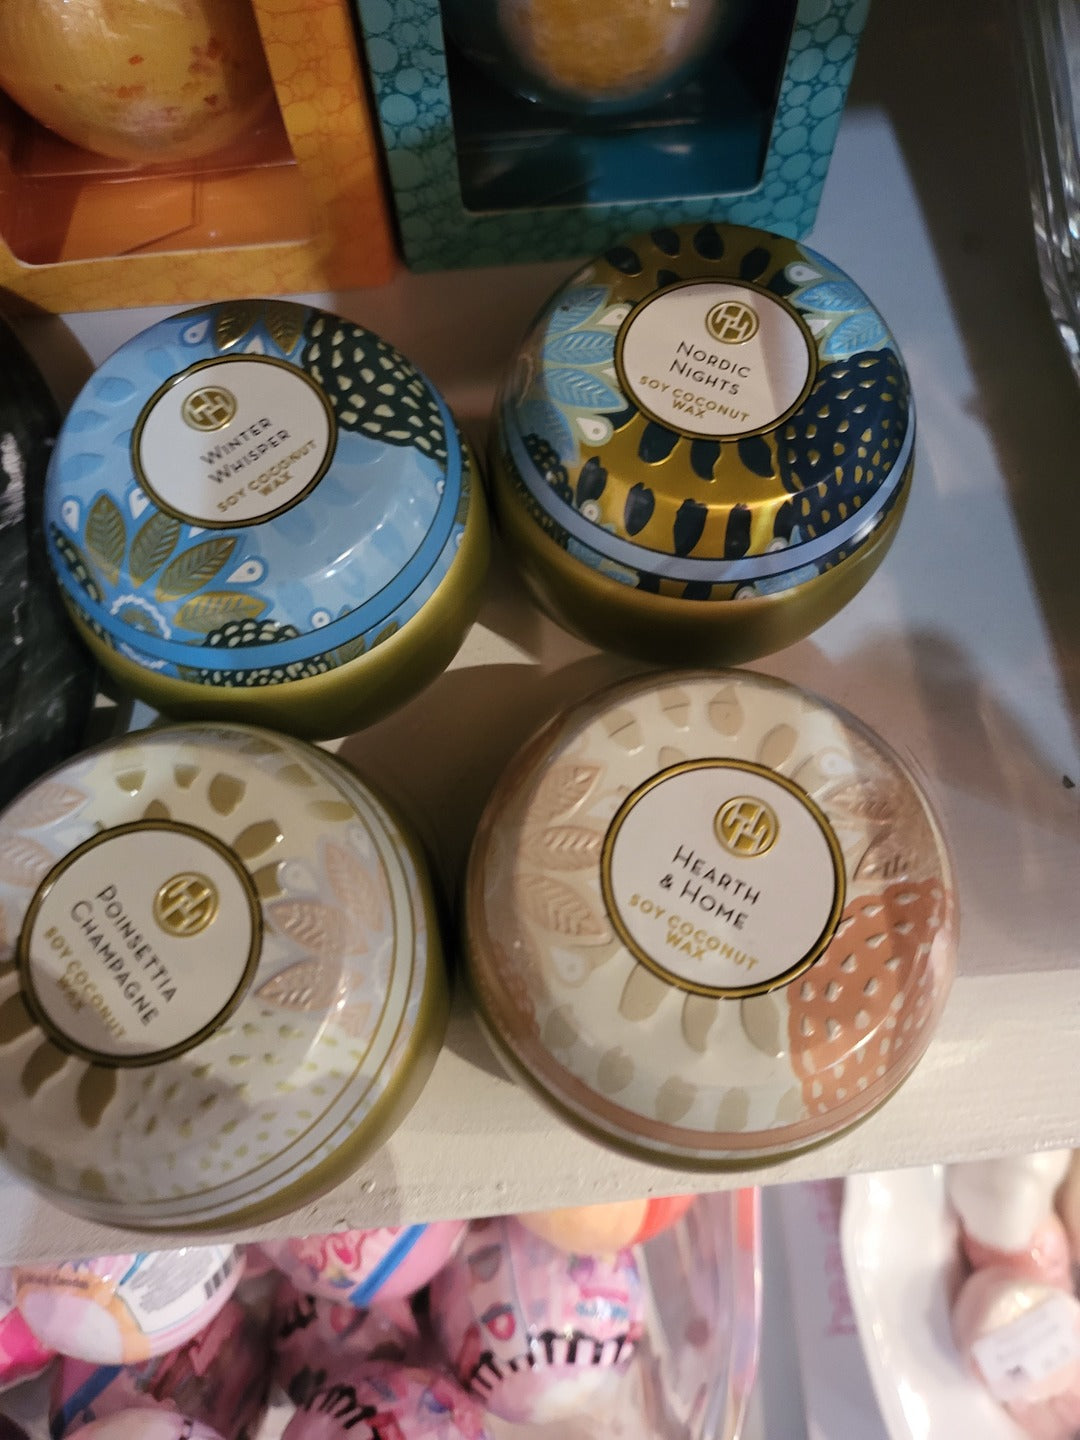 WINTER
WHISPER
SOY COCONUT
WAX
NORDIC
NIGHTS
SOY COCONUT
WAX
POINSETTIA
CHAMPAGNE
SOY COCONUT
WAX
HEARTH
& HOME
SOY COCONUT
WAX